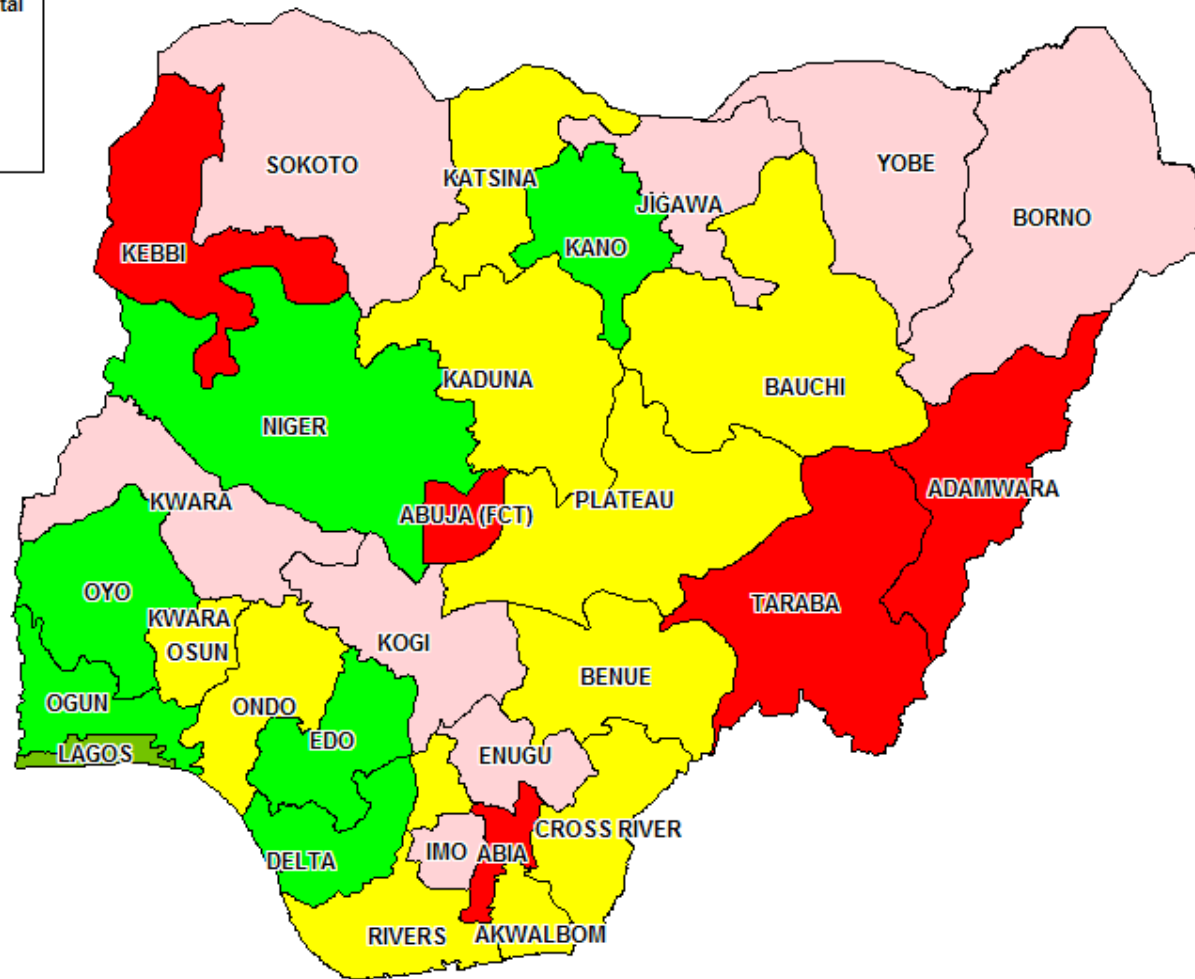 tal
SOKOTO
KATSINA
YOBE
JIGAWA
BORNO
KANO
KEBBI
KADUNA
BAUCHI
NIGER
ADAMWARA
KWARA
PLATEAU
ABUJA (FCT)
OYO
TARABA
KWARA
KOGI
OSUN
BENUE
OGUN
ONDO
EDO
LAGOS
ENUGU
CROSS RIVER
IMO
ABIA
DELTA
RIVERS
AKWALBOM